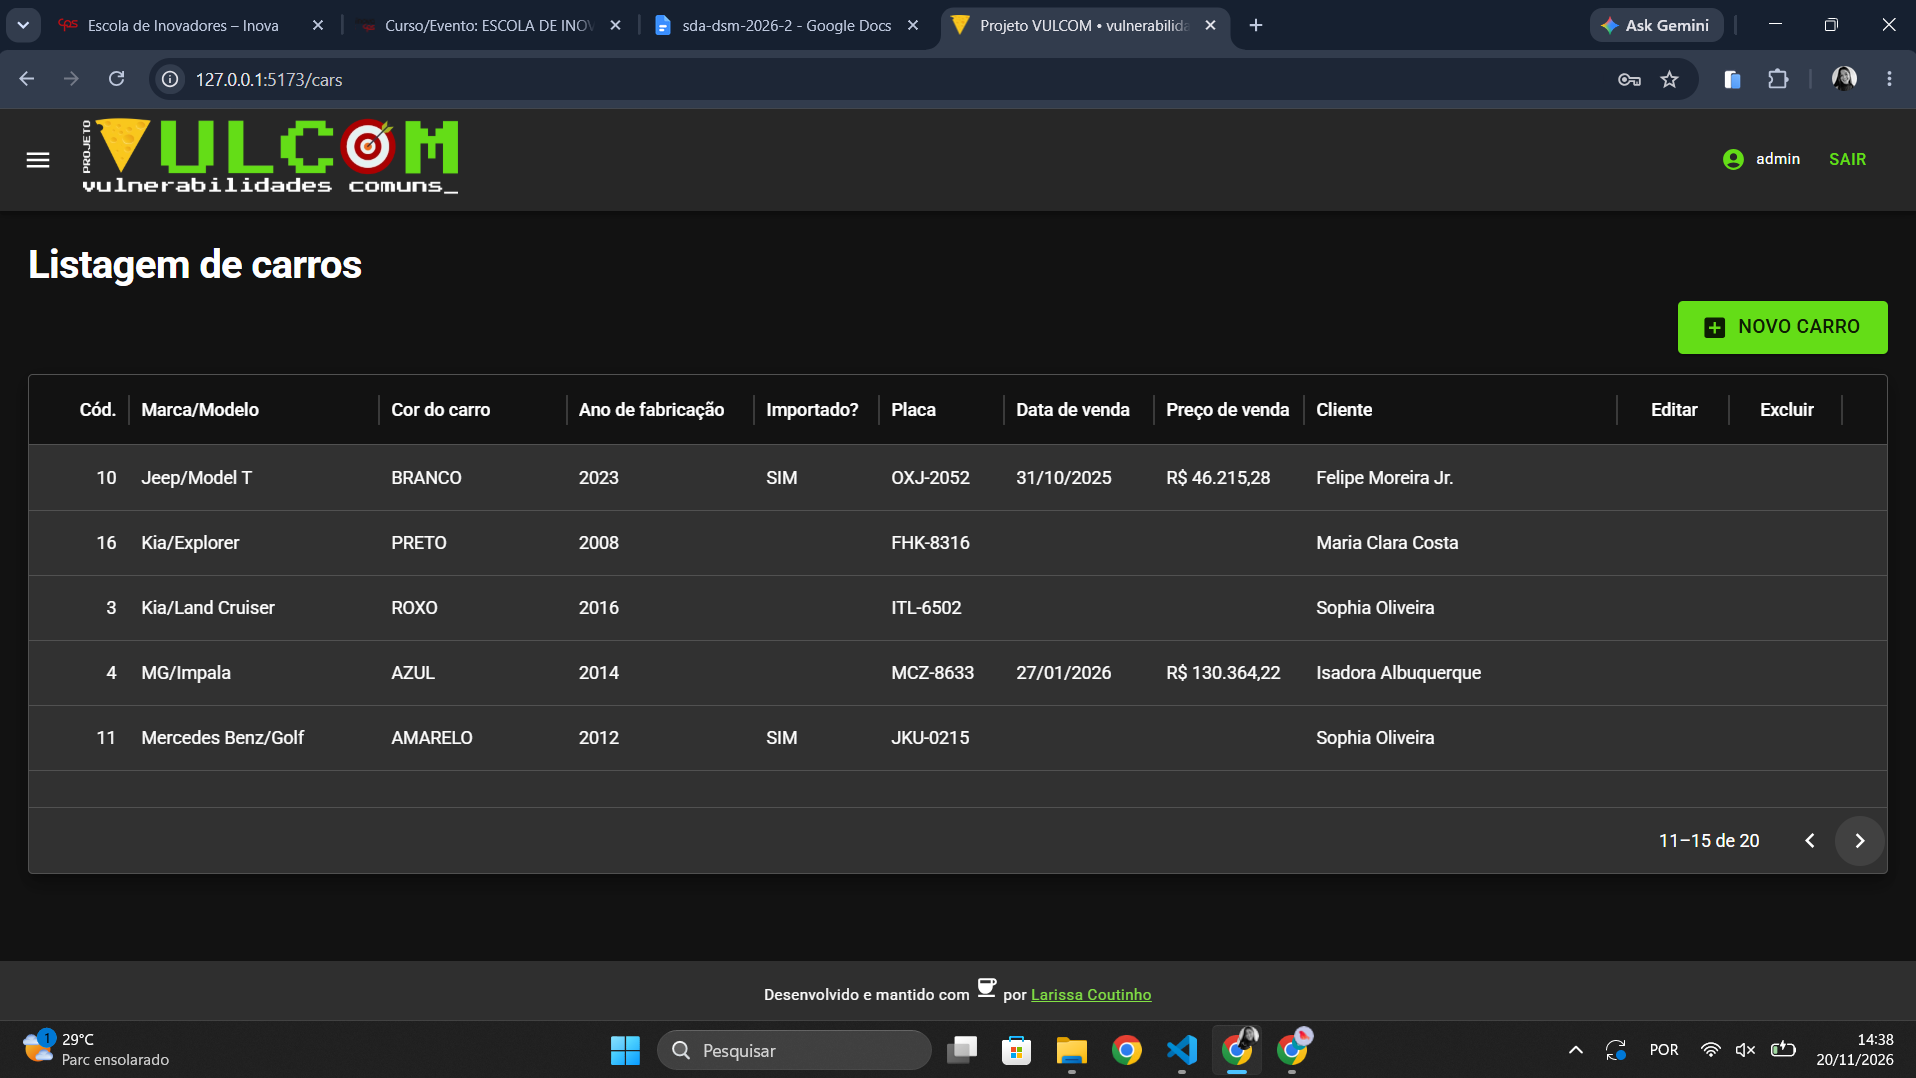 Escola de Inovadores – Inova
Curso/Evento: ESCOLA DE INOV
sda-dsm-2026-2 - Google Docs
Projeto VULCOM • vulnerabilida
Ask Gemini
127.0.0.1:5173/cars
PROJETO
VULCOM
vulnerabilidades comuns_
admin
SAIR
Listagem de carros
NOVO CARRO
Cód. Marca/Modelo Cor do carro Ano de fabricação Importado? Placa Data de venda Preço de venda Cliente Editar Excluir
10 Jeep/Model T BRANCO 2023 SIM OXJ-2052 31/10/2025 R$ 46.215,28 Felipe Moreira Jr.
16 Kia/Explorer PRETO 2008 FHK-8316 Maria Clara Costa
3 Kia/Land Cruiser ROXO 2016 ITL-6502 Sophia Oliveira
4 MG/Impala AZUL 2014 MCZ-8633 27/01/2026 R$ 130.364,22 Isadora Albuquerque
11 Mercedes Benz/Golf AMARELO 2012 SIM JKU-0215 Sophia Oliveira
11–15 de 20
Desenvolvido e mantido com por Larissa Coutinho
1
29°C
Parc ensolarado
Pesquisar
POR
14:38
20/11/2026